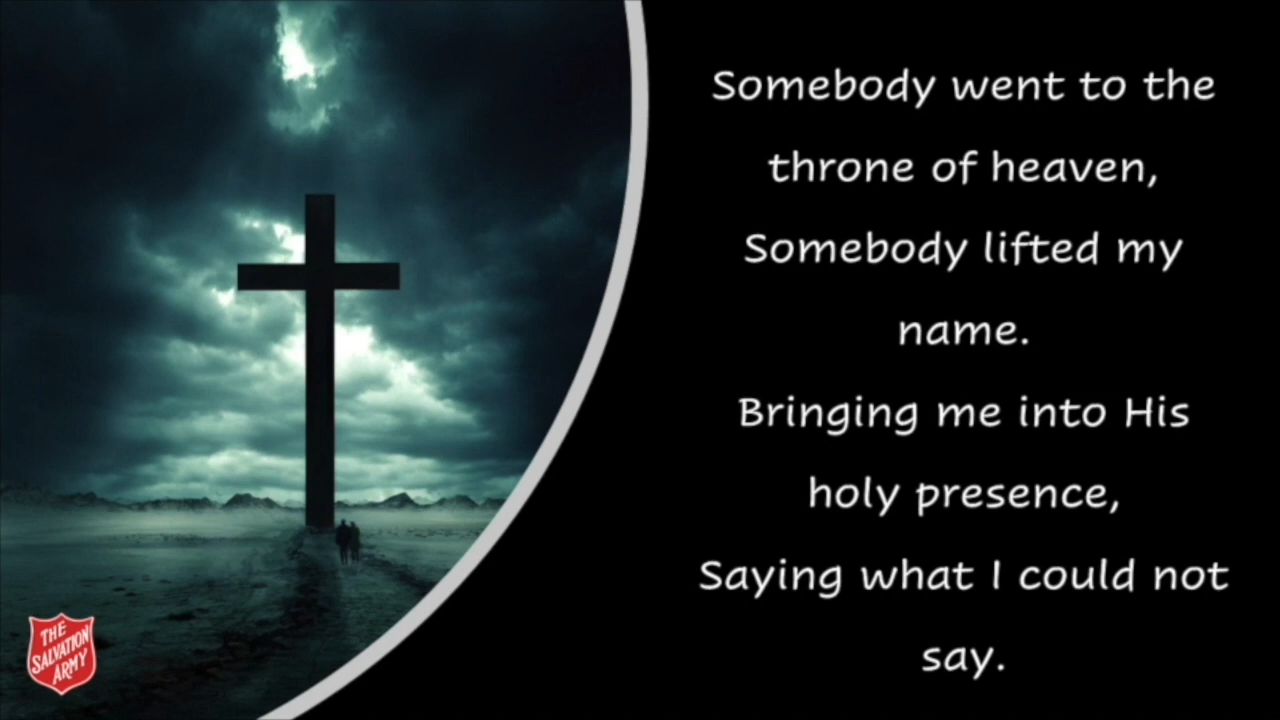 Somebody went to the
throne of heaven,
Somebody lifted my
name.
Bringing me into His
holy presence,
Saying what I could not
say.
THE
SALVATION
ARMY